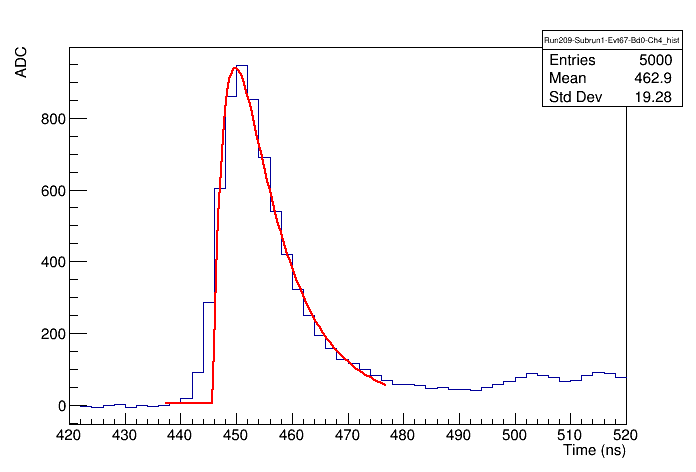 Run209-Subrun1-Evt67-Bd0-Ch4_hist
Entries 5000
Mean 462.9
Std Dev 19.28
ADC
800
600
400
200
0
420 430 440 450 460 470 480 490 500 510 520
Time (ns)